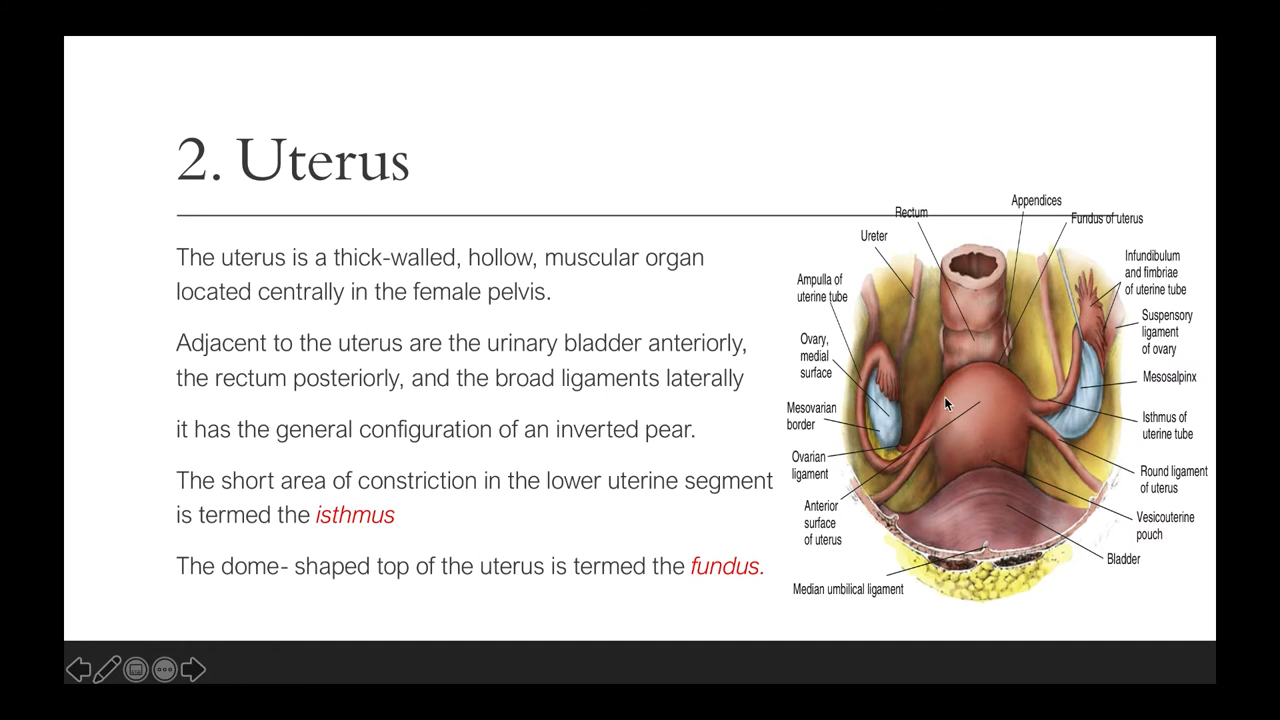 2. Uterus
The uterus is a thick-walled, hollow, muscular organ
located centrally in the female pelvis.
Adjacent to the uterus are the urinary bladder anteriorly,
the rectum posteriorly, and the broad ligaments laterally
it has the general configuration of an inverted pear.
The short area of constriction in the lower uterine segment
is termed the isthmus
The dome- shaped top of the uterus is termed the fundus.
Appendices
Rectum
Fundus of uterus
Ureter
Infundibulum
and fimbriae
of uterine tube
Ampulla of
uterine tube
Suspensory
ligament
of ovary
Ovary,
medial
surface
Mesosalpinx
Mesovarian
border
Isthmus of
uterine tube
Ovarian
ligament
Round ligament
of uterus
Anterior
surface
of uterus
Vesicouterine
pouch
Bladder
Median umbilical ligament